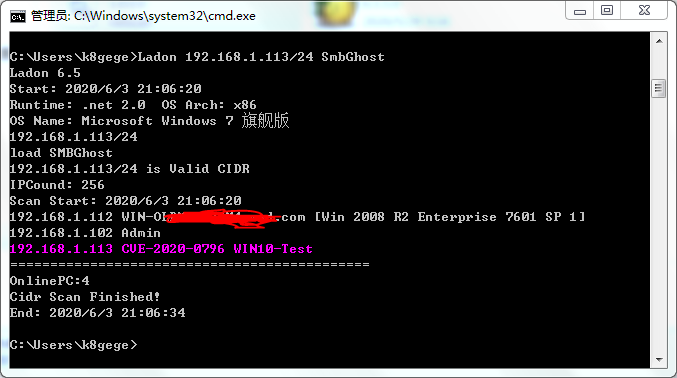 管理员: C:\Windows\system32\cmd.exe
C:\Users\k8gege>Ladon 192.168.1.113/24 SmbGhost
Ladon 6.5
Start: 2020/6/3 21:06:20
Runtime: .net 2.0  OS Arch: x86
OS Name: Microsoft Windows 7 旗舰版
192.168.1.113/24
load SMBGhost
192.168.1.113/24 is Valid CIDR
IPCound: 256
Scan Start: 2020/6/3 21:06:20
192.168.1.112 .com [Win 2008 R2 Enterprise 7601 SP 1]
192.168.1.102 Admin
192.168.1.113 CVE-2020-0796 WIN10-Test
=============================================
OnlinePC:4
Cidr Scan Finished!
End: 2020/6/3 21:06:34
C:\Users\k8gege>